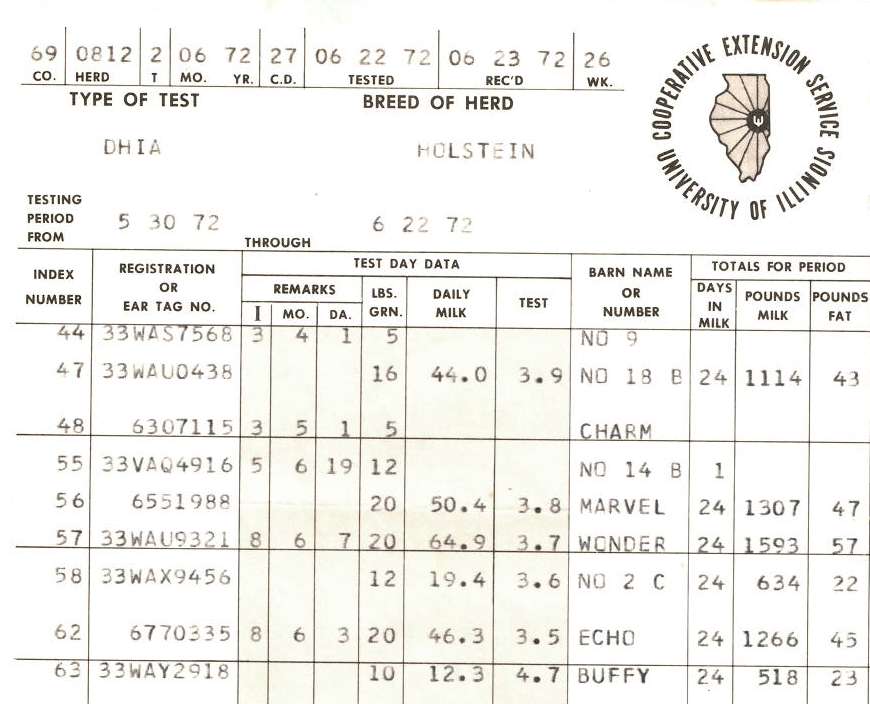 69 0812 2 06 72 27 06 22 72 06 23 72 26
CO. HERD T MO. YR. C.D. TESTED REC'D WK.
TYPE OF TEST BREED OF HERD
DHIA HOLSTEIN
COOPERATIVE EXTENSION SERVICE
UNIVERSITY OF ILLINOIS
TESTING
PERIOD
FROM
5 30 72 THROUGH 6 22 72
TEST DAY DATA TOTALS FOR PERIOD
INDEX NUMBER REGISTRATION OR EAR TAG NO. REMARKS I MO. DA. LBS. GRN. DAILY MILK TEST BARN NAME OR NUMBER DAYS IN MILK POUNDS MILK POUNDS FAT
44 33WAS7568 3 4 1 5 NO 9
47 33WAU0438 16 44.0 3.9 NO 18 B 24 1114 43
48 6307115 3 5 1 5 CHARM
55 33VAQ4916 5 6 19 12 NO 14 B 1
56 6551988 20 50.4 3.8 MARVEL 24 1307 47
57 33WAU9321 8 6 7 20 64.9 3.7 WONDER 24 1593 57
58 33WAX9456 12 19.4 3.6 NO 2 C 24 634 22
62 6770335 8 6 3 20 46.3 3.5 ECHO 24 1266 45
63 33WAY2918 10 12.3 4.7 BUFFY 24 518 23